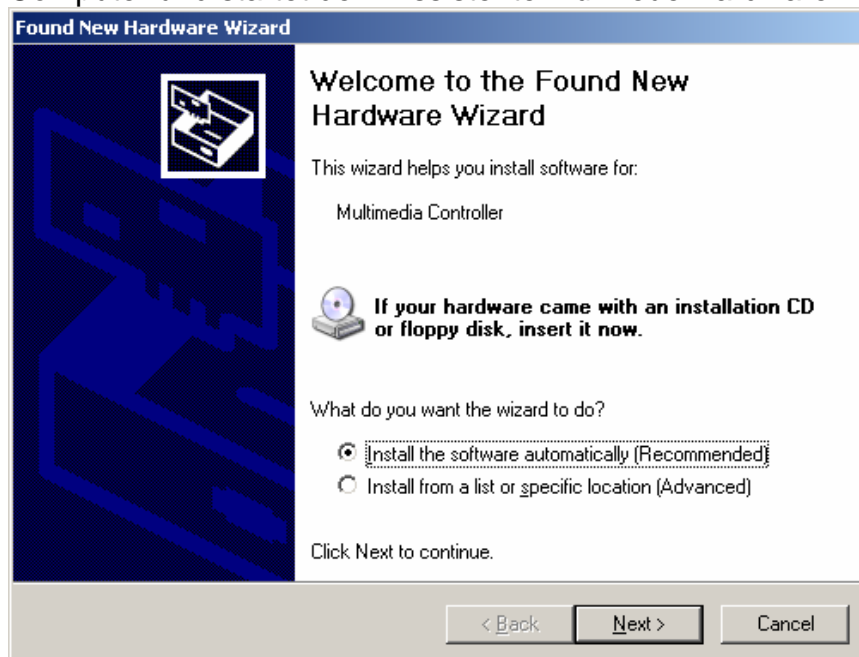 Found New Hardware Wizard
Welcome to the Found New
Hardware Wizard
This wizard helps you install software for:
Multimedia Controller
If your hardware came with an installation CD
or floppy disk, insert it now.
What do you want the wizard to do?
Install the software automatically (Recommended)
Install from a list or specific location (Advanced)
Click Next to continue.
< Back
Next >
Cancel